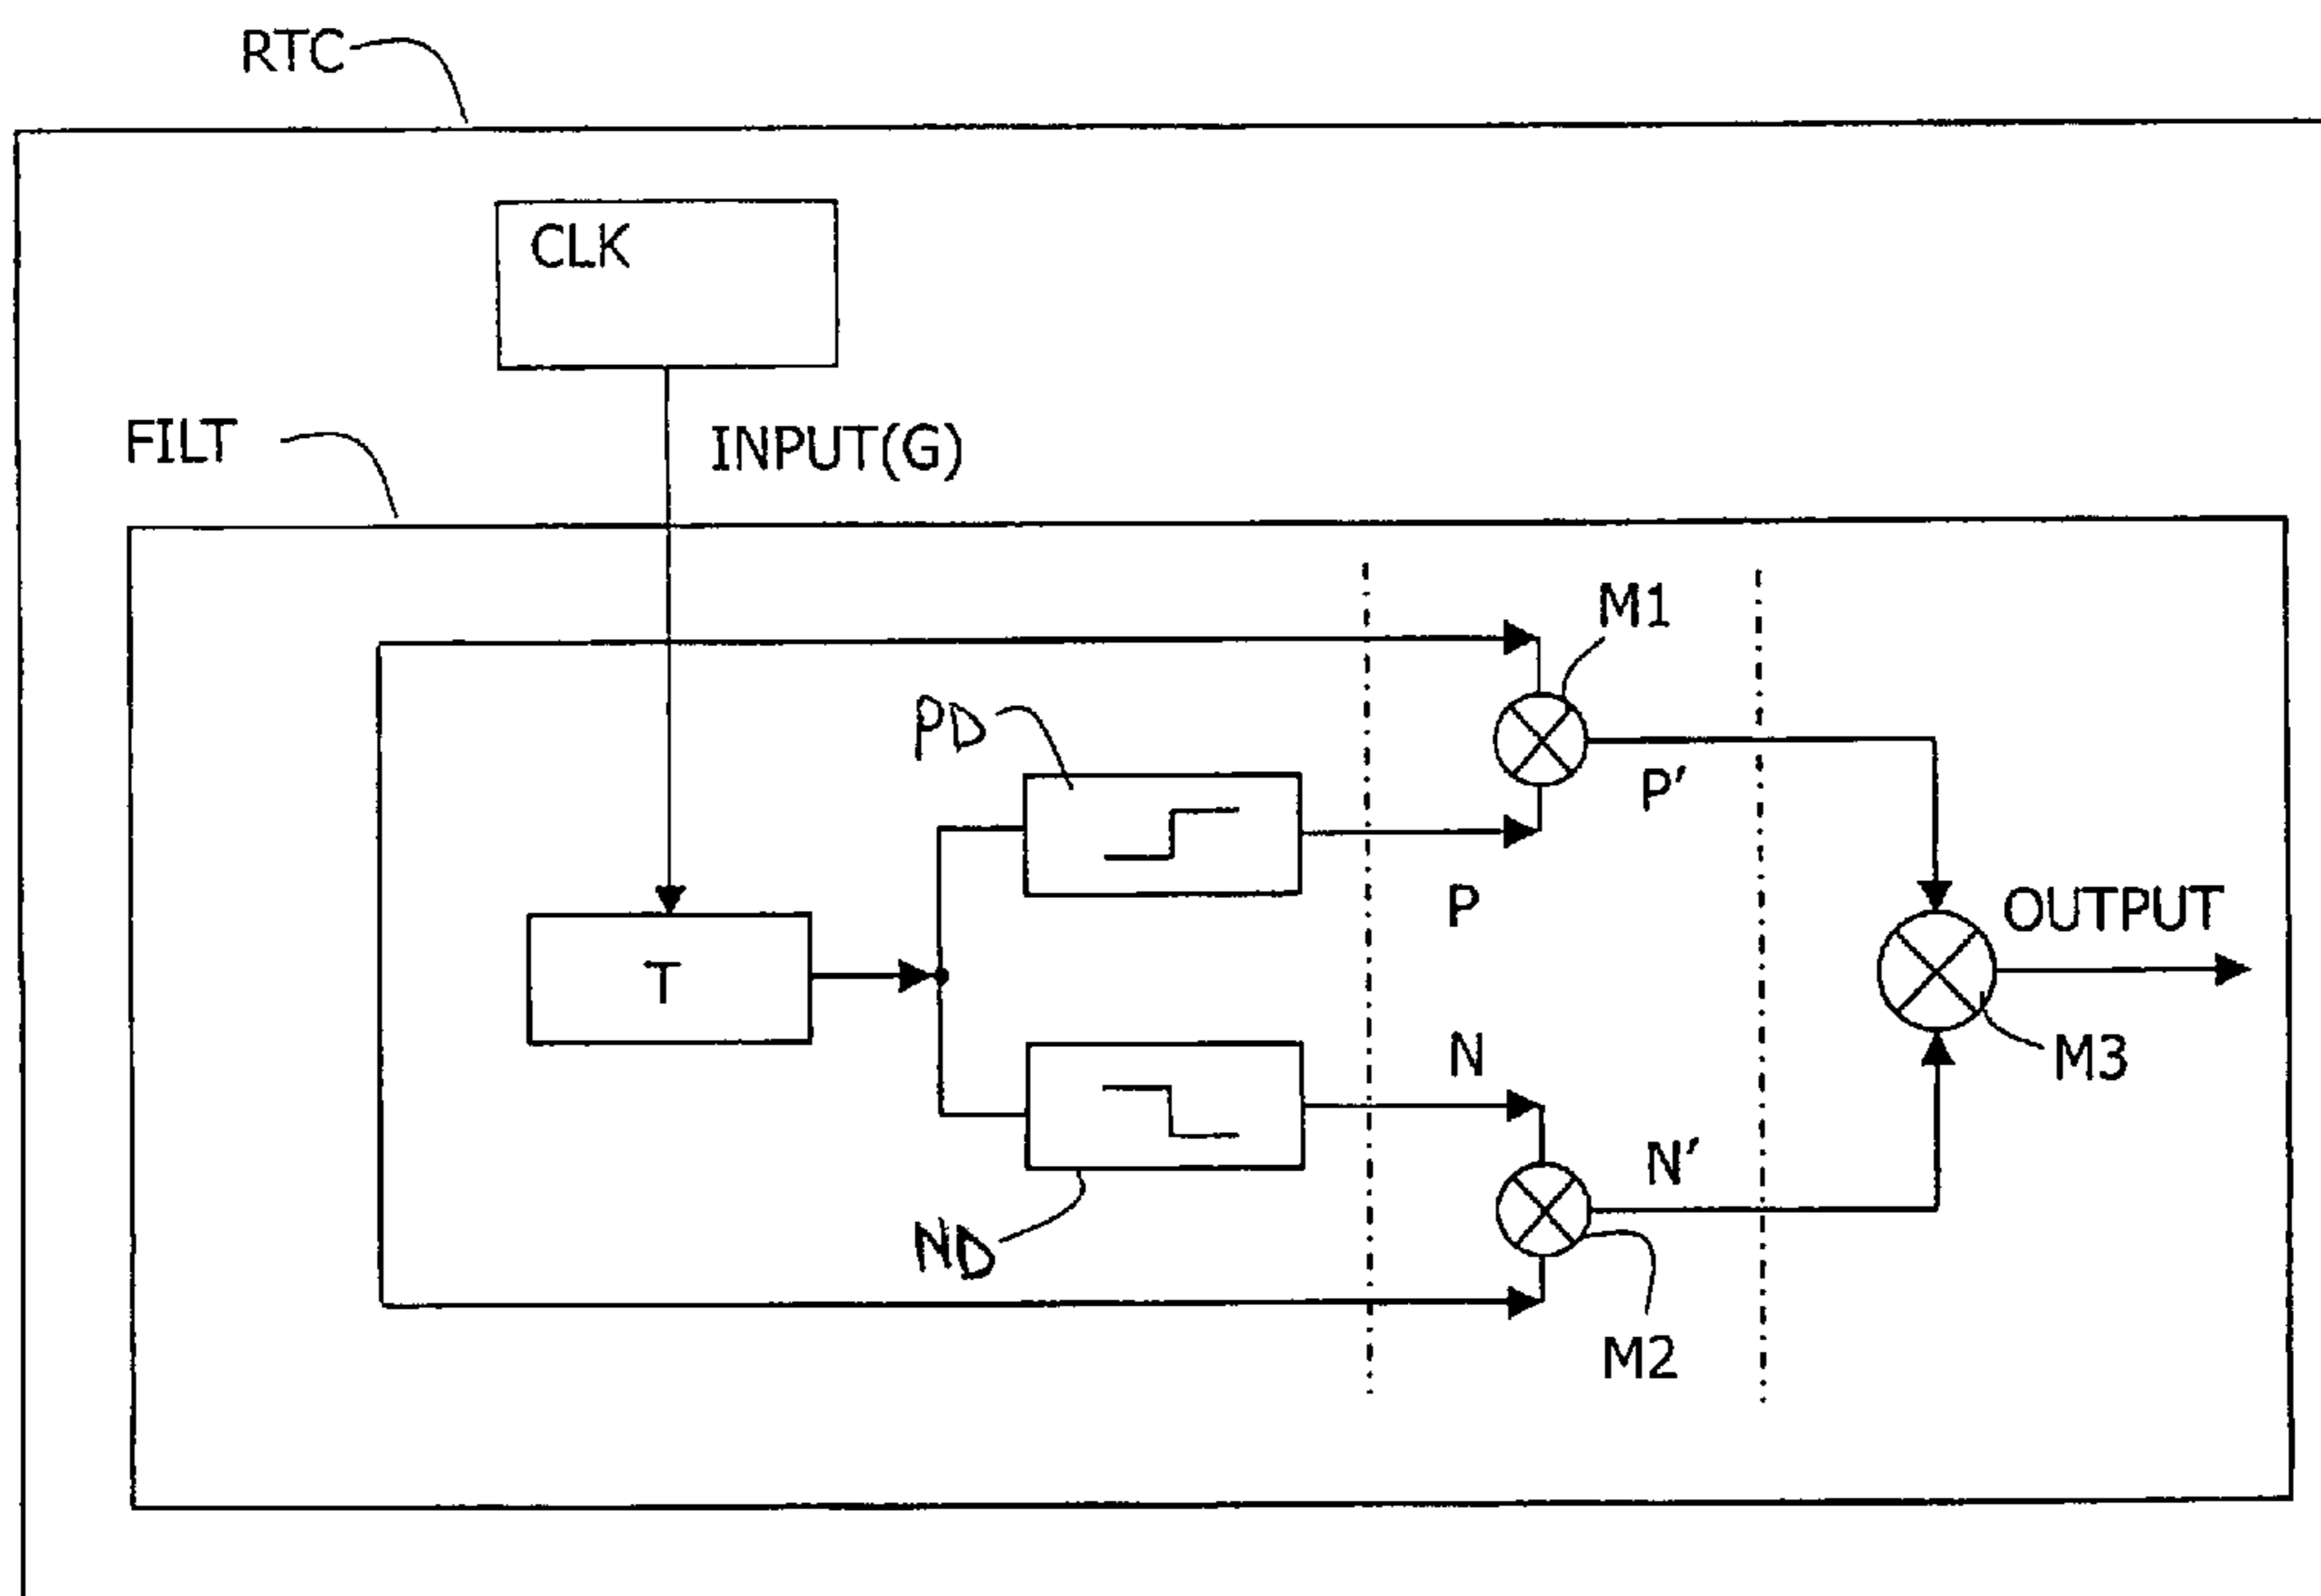 RTC
CLK
FILT
INPUT(G)
M1
PD
P'
P
OUTPUT
T
N
M3
N'
ND
M2